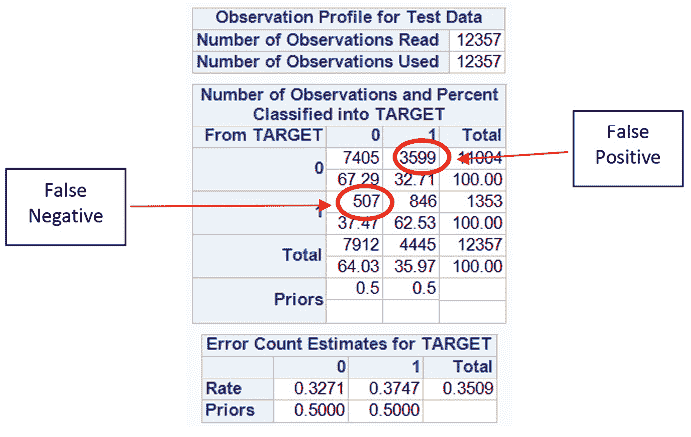 Observation Profile for Test Data
Number of Observations Read 12357
Number of Observations Used 12357
Number of Observations and Percent
Classified into TARGET
From TARGET 0 1 Total
0 7405 3599 11004
67.29 32.71 100.00
1 507 846 1353
37.47 62.53 100.00
Total 7912 4445 12357
64.03 35.97 100.00
Priors 0.5 0.5
False
Positive
False
Negative
Error Count Estimates for TARGET
0 1 Total
Rate 0.3271 0.3747 0.3509
Priors 0.5000 0.5000